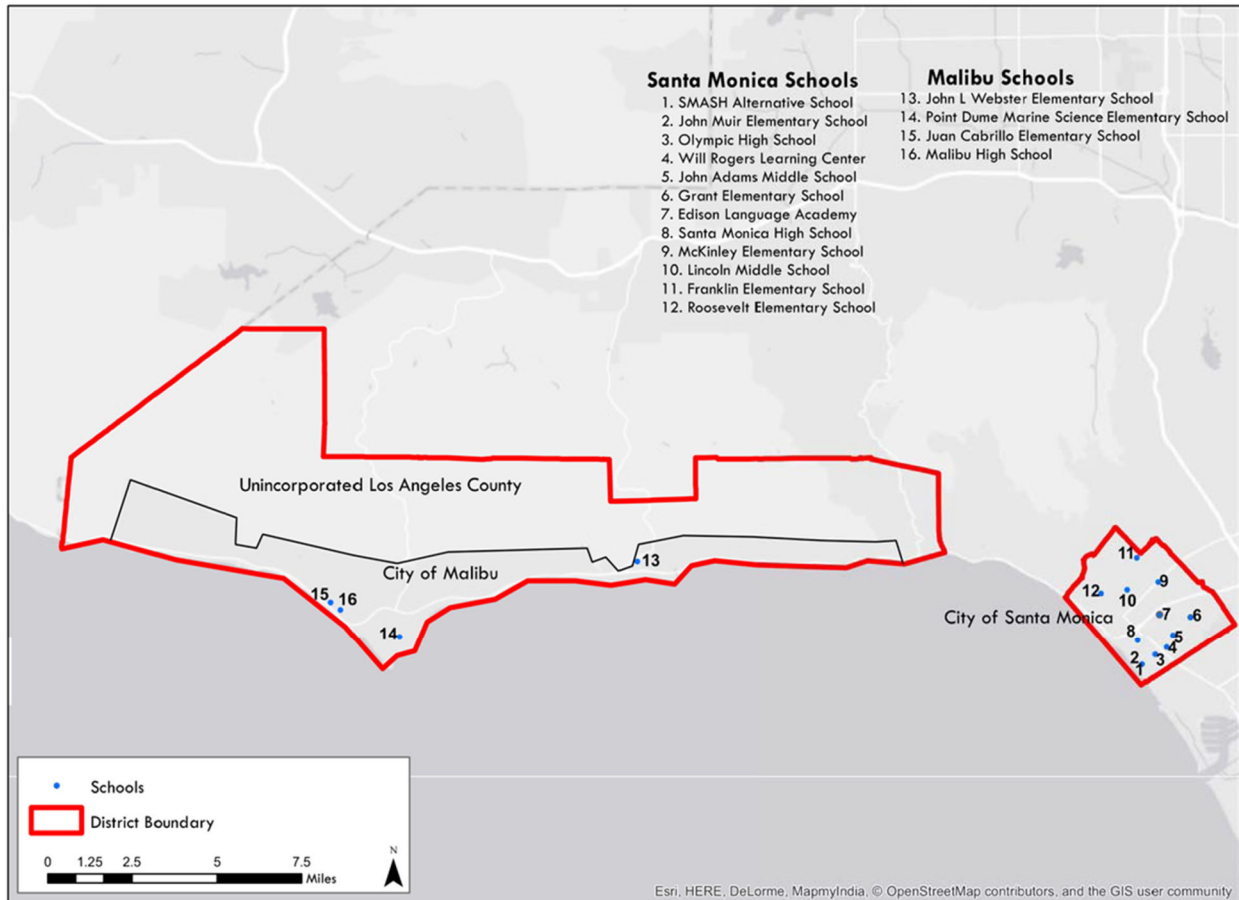 Santa Monica Schools
1. SMASH Alternative School
2. John Muir Elementary School
3. Olympic High School
4. Will Rogers Learning Center
5. John Adams Middle School
6. Grant Elementary School
7. Edison Language Academy
8. Santa Monica High School
9. McKinley Elementary School
10. Lincoln Middle School
11. Franklin Elementary School
12. Roosevelt Elementary School
Malibu Schools
13. John L Webster Elementary School
14. Point Dume Marine Science Elementary School
15. Juan Cabrillo Elementary School
16. Malibu High School
Unincorporated Los Angeles County
City of Malibu
13
15
16
14
City of Santa Monica
11
9
12
10
7
6
8
5
4
2
3
1
Schools
District Boundary
0 1.25 2.5 5 7.5
Miles
N
Esri, HERE, DeLorme, MapmyIndia, © OpenStreetMap contributors, and the GIS user community